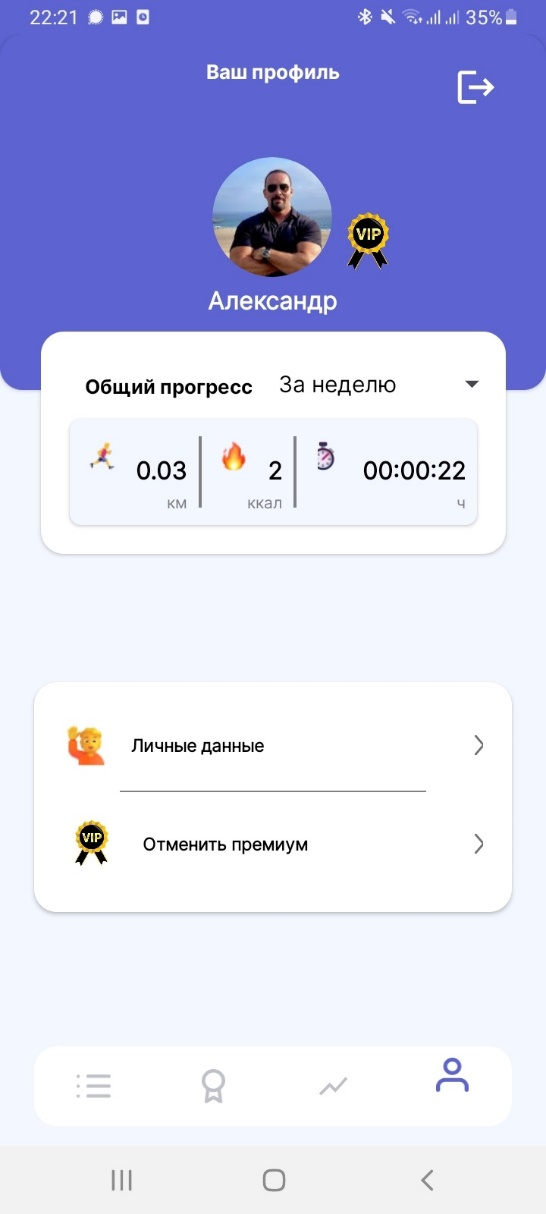 22:21 35%
Ваш профиль
VIP
Александр
Общий прогресс За неделю
0.03 2 00:00:22
км ккал ч
Личные данные
VIP Отменить премиум